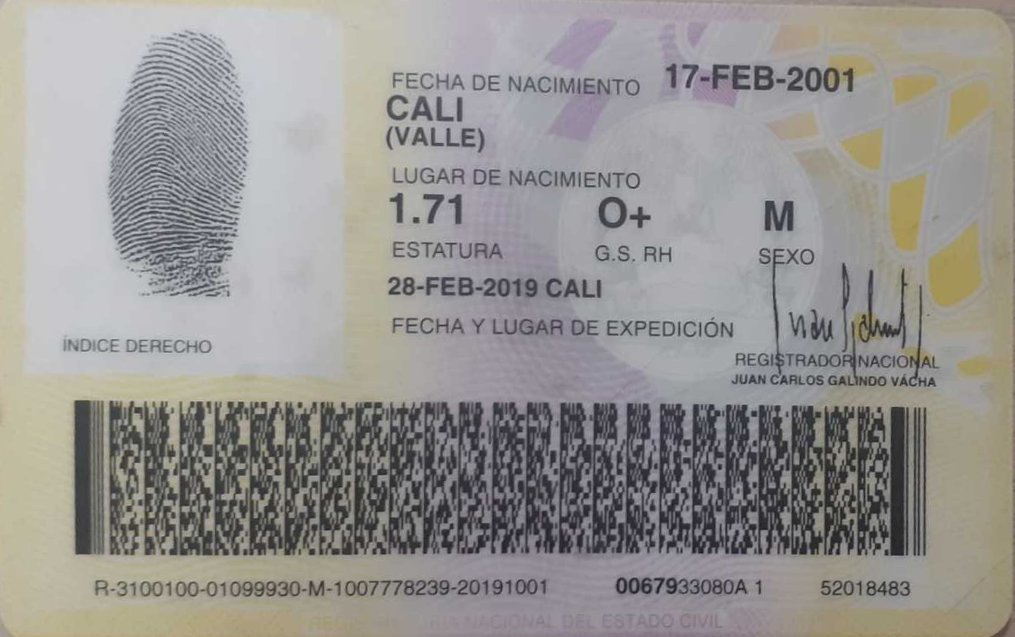 FECHA DE NACIMIENTO 17-FEB-2001
CALI
(VALLE)
LUGAR DE NACIMIENTO
1.71 O+ M
ESTATURA G.S. RH SEXO
28-FEB-2019 CALI
FECHA Y LUGAR DE EXPEDICIÓN
ÍNDICE DERECHO
REGISTRADOR NACIONAL
JUAN CARLOS GALINDO VÁCHA
R-3100100-01099930-M-1007778239-20191001 0067933080A 1 52018483
REGISTRADURIA NACIONAL DEL ESTADO CIVIL